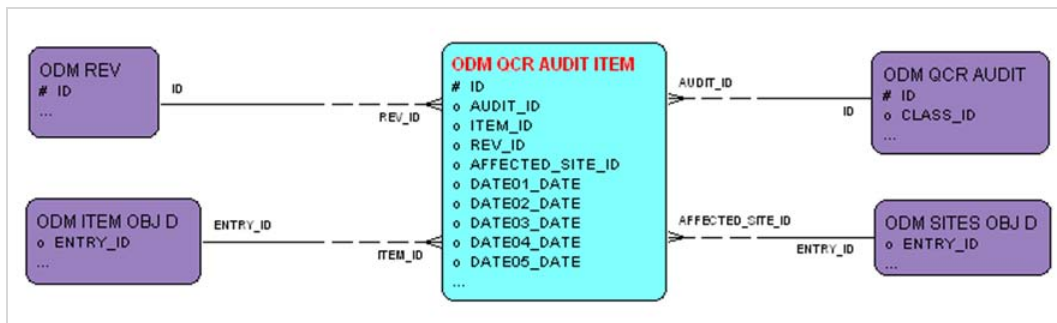 ODM REV
# ID
...
ID
REV_ID
ODM ITEM OBJ D
o ENTRY_ID
...
ENTRY_ID
ITEM_ID
ODM QCR AUDIT ITEM
# ID
o AUDIT_ID
o ITEM_ID
o REV_ID
o AFFECTED_SITE_ID
o DATE01_DATE
o DATE02_DATE
o DATE03_DATE
o DATE04_DATE
o DATE05_DATE
...
AUDIT_ID
ID
ODM QCR AUDIT
# ID
o CLASS_ID
...
AFFECTED_SITE_ID
ENTRY_ID
ODM SITES OBJ D
o ENTRY_ID
...